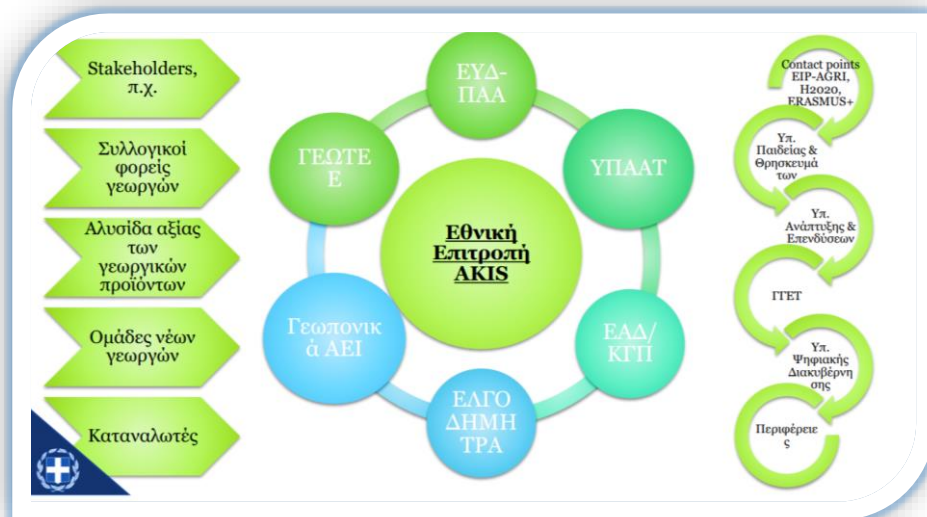 Stakeholders,
π.χ.
Συλλογικοί
φορείς
γεωργών
Αλυσίδα αξίας
των
γεωργικών
προϊόντων
Ομάδες νέων
γεωργών
Καταναλωτές
ΕΥΔ-
ΠΑΑ
ΥΠΑΑΤ
ΕΑΔ/
ΚΓΠ
ΕΛΓΟ
ΔΗΜΗ
ΤΡΑ
Γεωπονικ
ά ΑΕΙ
ΓΕΩΤΕ
Ε
Εθνική
Επιτροπή
AKIS
Contact points
EIP-AGRI,
H2020,
ERASMUS+
Υπ.
Παιδείας &
Θρησκευμά
των
Υπ.
Ανάπτυξης &
Επενδύσεων
ΓΓΕΤ
Υπ.
Ψηφιακής
Διακυβέρνη
σης
Περιφέρειε
ς